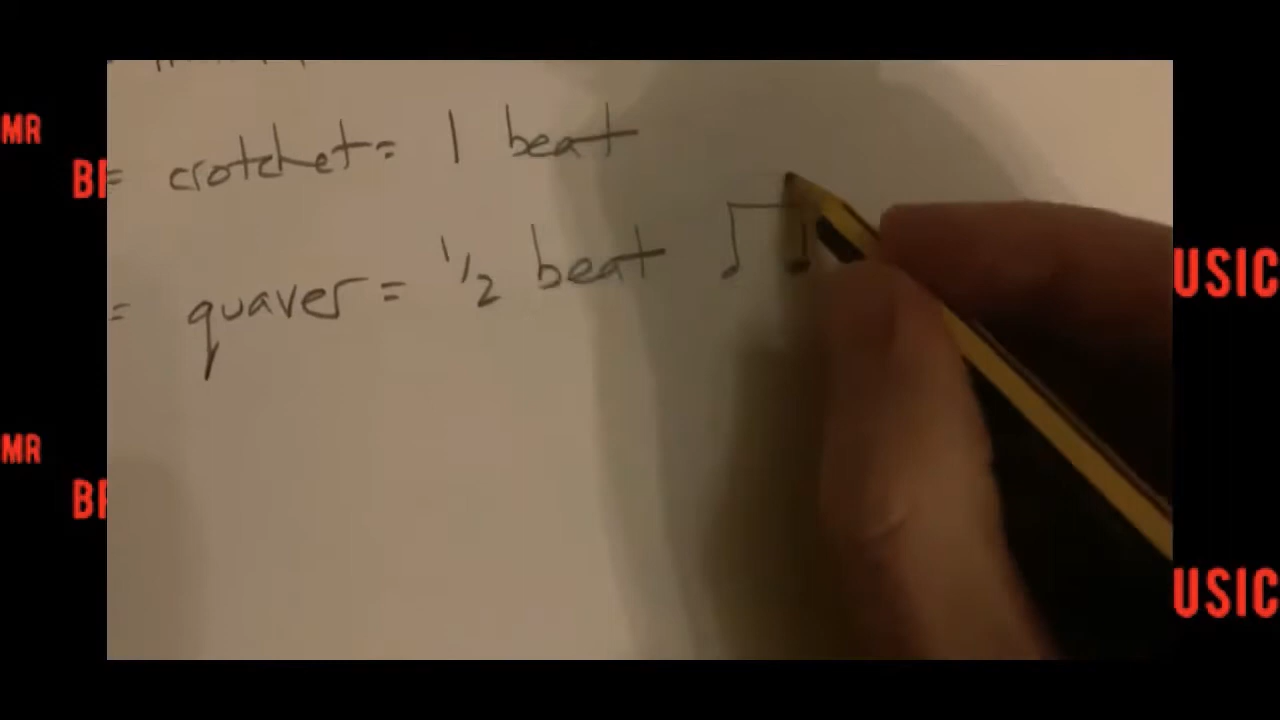 = crotchet = 1 beat
= quaver = 1/2 beat
MR
USIC
MR
USIC